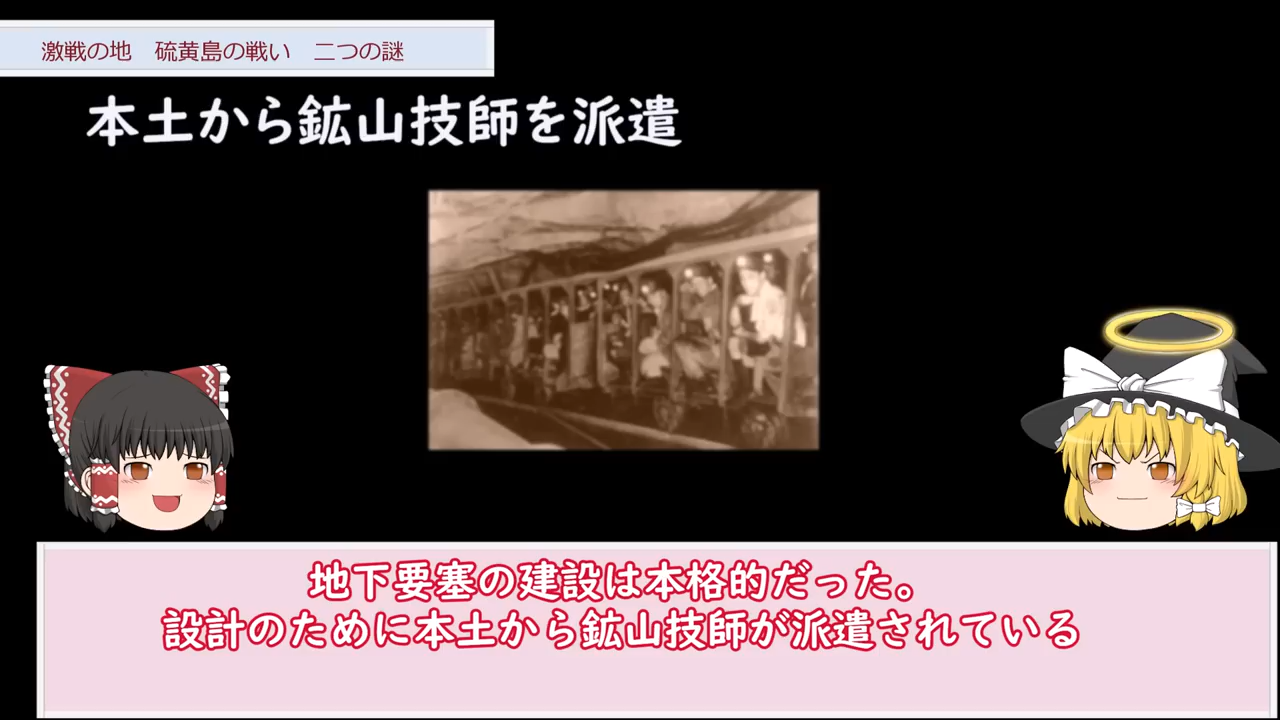 激戦の地　硫黄島の戦い　二つの謎
本土から鉱山技師を派遣
地下要塞の建設は本格的だった。
設計のために本土から鉱山技師が派遣されている